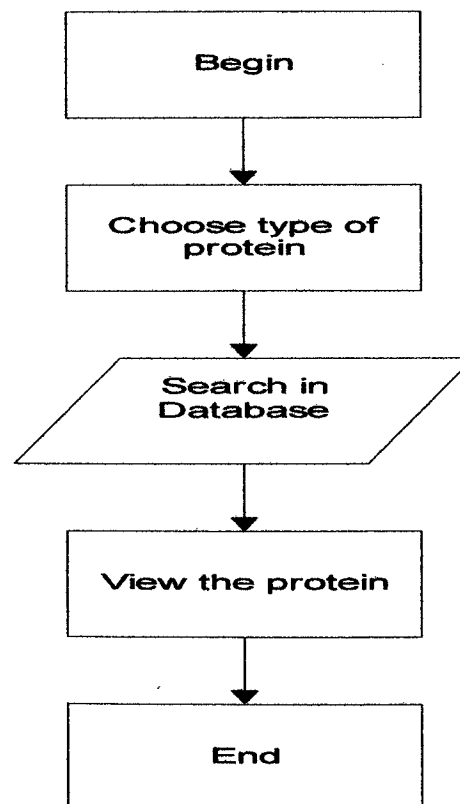 Begin
Choose type of
protein
Search in
Database
View the protein
End